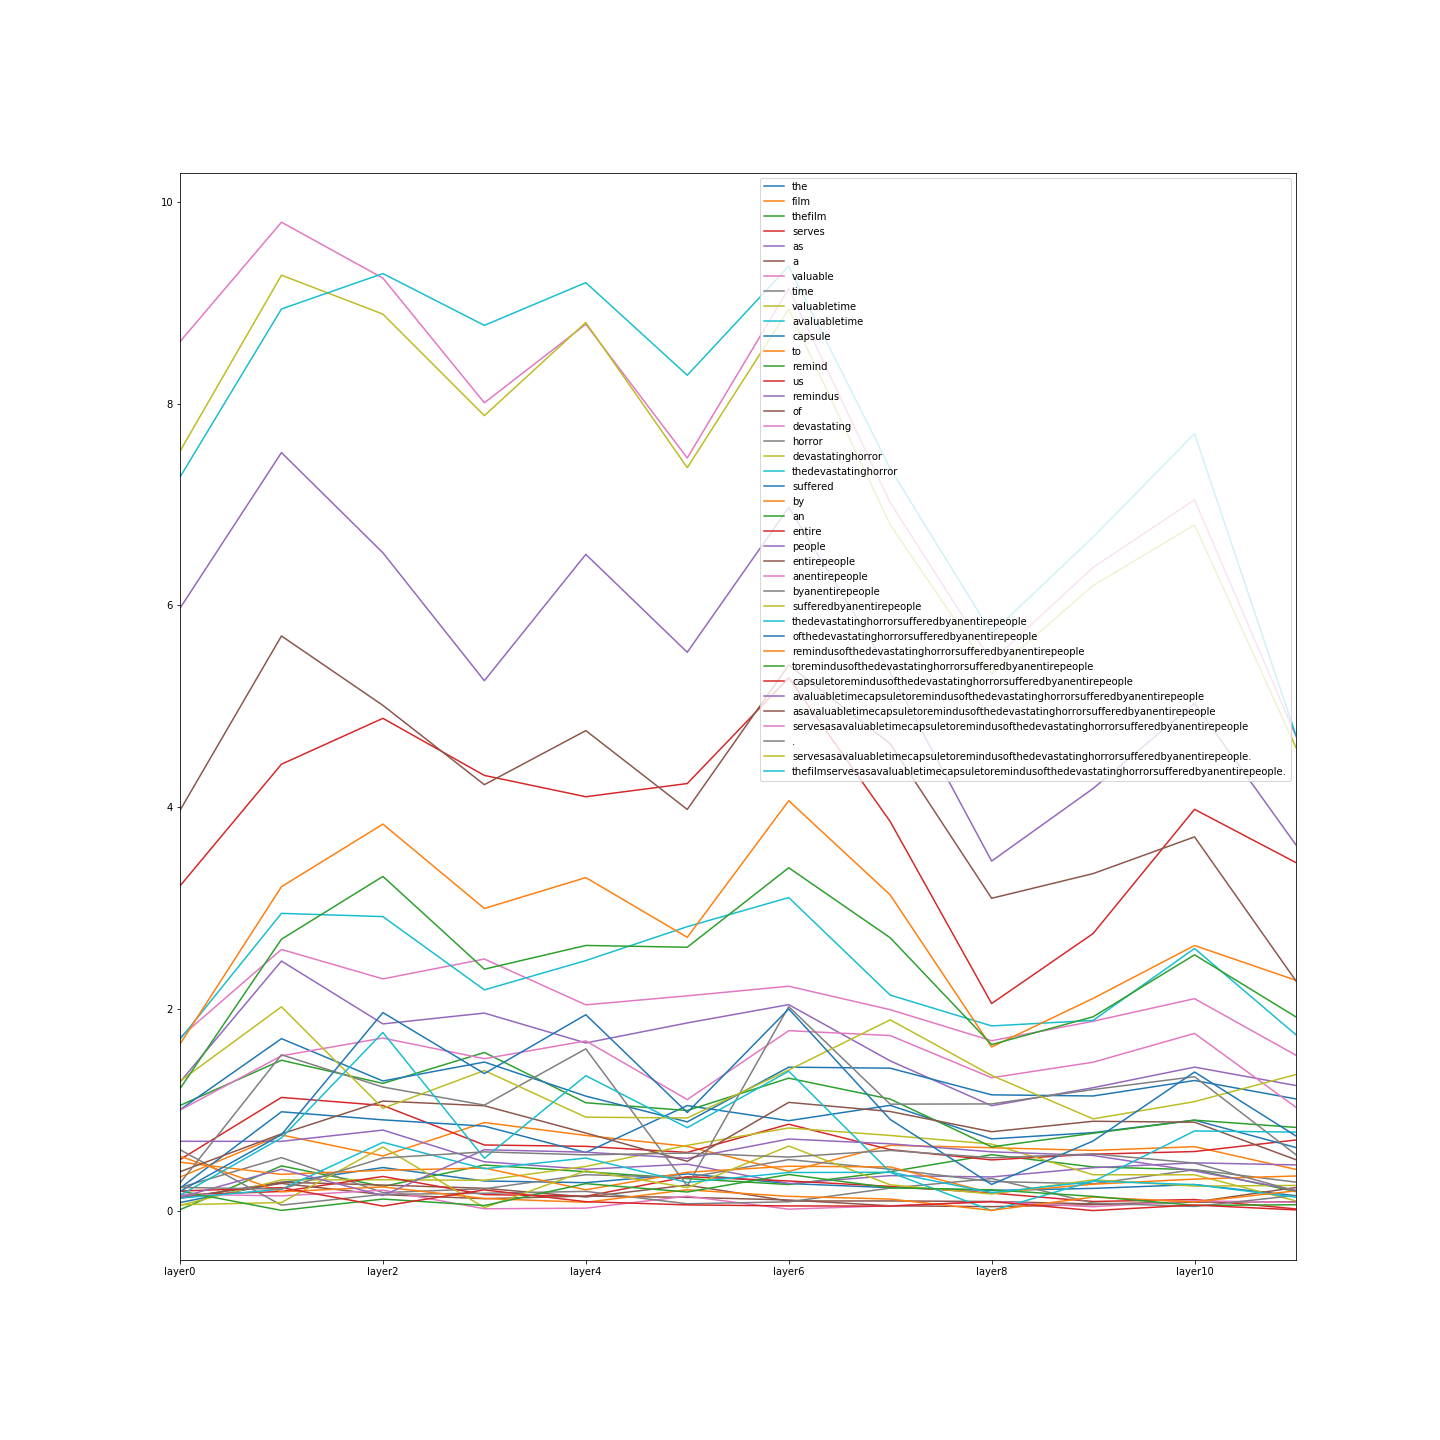 10
8
6
4
2
0
layer0
layer2
layer4
layer6
layer8
layer10
the
film
thefilm
serves
as
a
valuable
time
valuabletime
avaluabletime
capsule
to
remind
us
remindus
of
devastating
horror
devastatinghorror
thedevastatinghorror
suffered
by
an
entire
people
entirepeople
anentirepeople
byanentirepeople
sufferedbyanentirepeople
thedevastatinghorrorsufferedbyanentirepeople
ofthedevastatinghorrorsufferedbyanentirepeople
remindusofthedevastatinghorrorsufferedbyanentirepeople
toremindusofthedevastatinghorrorsufferedbyanentirepeople
capsuletoremindusofthedevastatinghorrorsufferedbyanentirepeople
avaluabletimecapsuletoremindusofthedevastatinghorrorsufferedbyanentirepeople
asavaluabletimecapsuletoremindusofthedevastatinghorrorsufferedbyanentirepeople
servesasavaluabletimecapsuletoremindusofthedevastatinghorrorsufferedbyanentirepeople
.
servesasavaluabletimecapsuletoremindusofthedevastatinghorrorsufferedbyanentirepeople.
thefilmservesasavaluabletimecapsuletoremindusofthedevastatinghorrorsufferedbyanentirepeople.